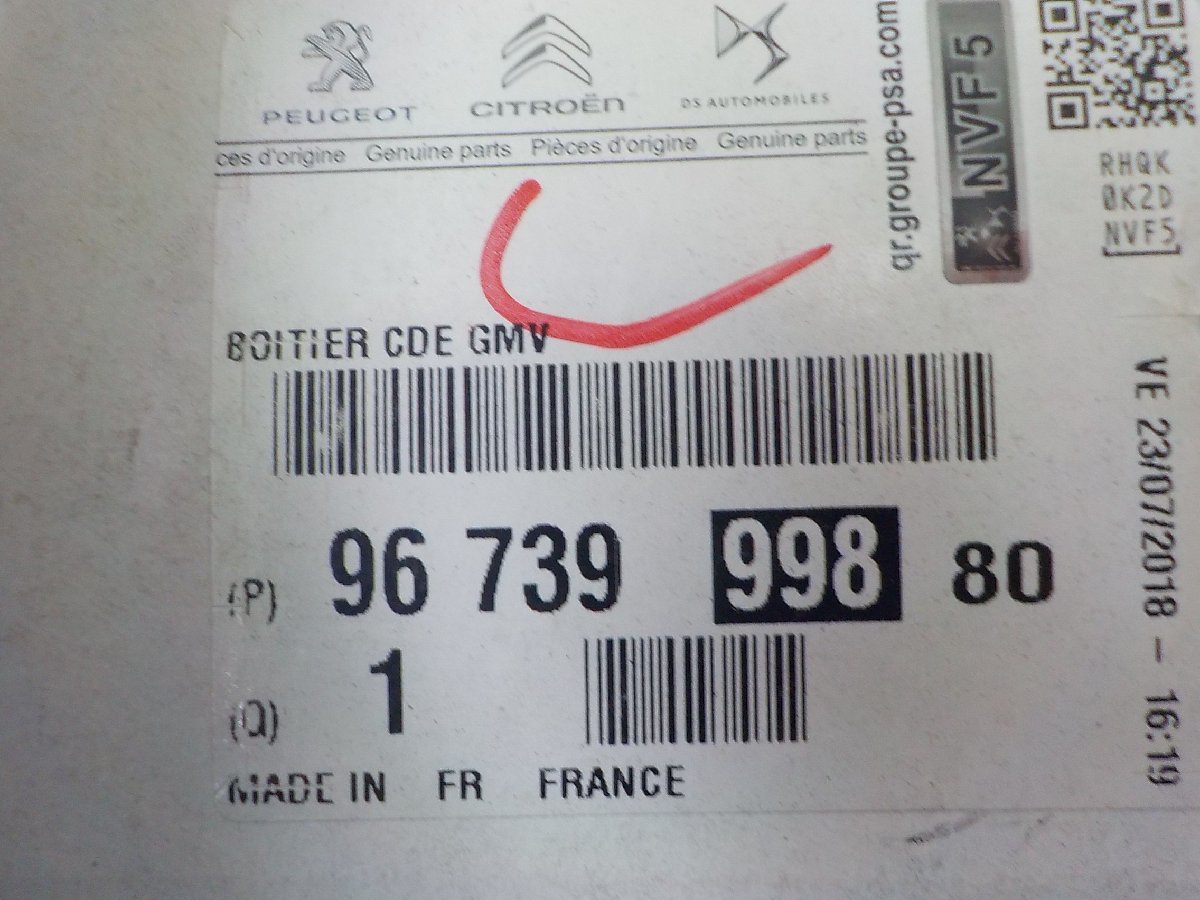 PEUGEOT CITROËN DS AUTOMOBILES
ces d'origine Genuine parts Pièces d'origine Genuine parts
qr.groupe-psa.com
NVF 5
RHQK
0K2D
NVF5
BOITIER CDE GMV
(P) 96 739 998 80
(Q) 1
MADE IN FR FRANCE
VE 23/07/2018 - 16:19